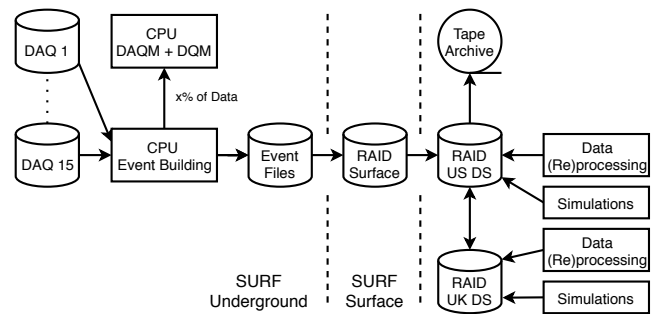 DAQ 1
CPU
DAQM + DQM
Tape
Archive
x% of Data
DAQ 15
CPU
Event Building
Event
Files
RAID
Surface
RAID
US DS
Data
(Re)processing
Simulations
RAID
UK DS
Data
(Re)processing
Simulations
SURF
Underground
SURF
Surface